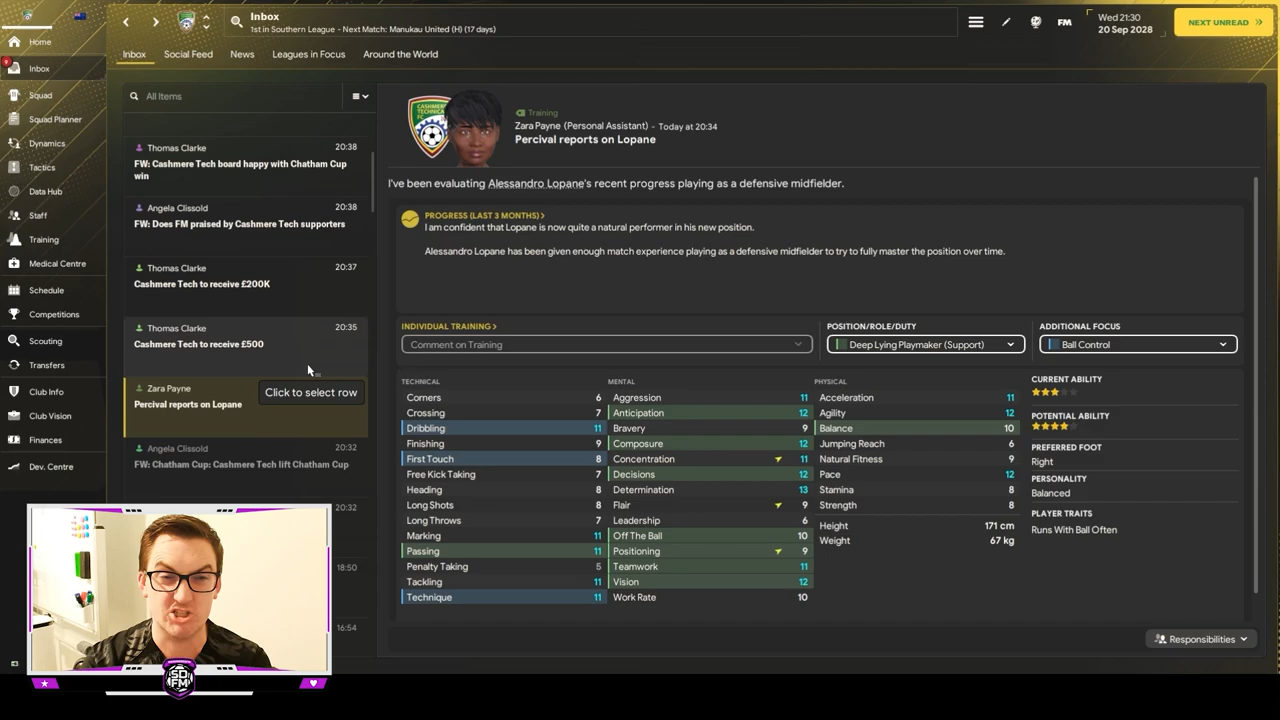 Inbox
1st in Southern League - Next Match: Manukau United (H) (17 days)
FM
Wed 21:30
20 Sep 2028
NEXT UNREAD
Home
9
Inbox
Squad
Squad Planner
Dynamics
Tactics
Data Hub
Staff
Training
Medical Centre
Schedule
Competitions
Scouting
Transfers
Club Info
Club Vision
Finances
Dev. Centre
Inbox Social Feed News Leagues in Focus Around the World
All Items
Thomas Clarke 20:38
FW: Cashmere Tech board happy with Chatham Cup
win
Angela Clissold 20:38
FW: Does FM praised by Cashmere Tech supporters
Thomas Clarke 20:37
Cashmere Tech to receive £200K
Thomas Clarke 20:35
Cashmere Tech to receive £500
Zara Payne
Percival reports on Lopane
Click to select row
Angela Clissold 20:32
FW: Chatham Cup: Cashmere Tech lift Chatham Cup
20:32
18:50
16:54
Training
Zara Payne (Personal Assistant) - Today at 20:34
Percival reports on Lopane
I've been evaluating Alessandro Lopane's recent progress playing as a defensive midfielder.
PROGRESS (LAST 3 MONTHS) >
I am confident that Lopane is now quite a natural performer in his new position.
Alessandro Lopane has been given enough match experience playing as a defensive midfielder to try to fully master the position over time.
INDIVIDUAL TRAINING >
Comment on Training
POSITION/ROLE/DUTY
Deep Lying Playmaker (Support)
ADDITIONAL FOCUS
Ball Control
TECHNICAL
Corners 6
Crossing 7
Dribbling 11
Finishing 9
First Touch 8
Free Kick Taking 7
Heading 8
Long Shots 8
Long Throws 7
Marking 11
Passing 11
Penalty Taking 5
Tackling 11
Technique 11
MENTAL
Aggression 11
Anticipation 12
Bravery 9
Composure 12
Concentration 11
Decisions 12
Determination 13
Flair 9
Leadership 6
Off The Ball 10
Positioning 9
Teamwork 11
Vision 12
Work Rate 10
PHYSICAL
Acceleration 11
Agility 12
Balance 10
Jumping Reach 6
Natural Fitness 9
Pace 12
Stamina 8
Strength 8
Height 171 cm
Weight 67 kg
CURRENT ABILITY
POTENTIAL ABILITY
PREFERRED FOOT
Right
PERSONALITY
Balanced
PLAYER TRAITS
Runs With Ball Often
Responsibilities
SD
FM